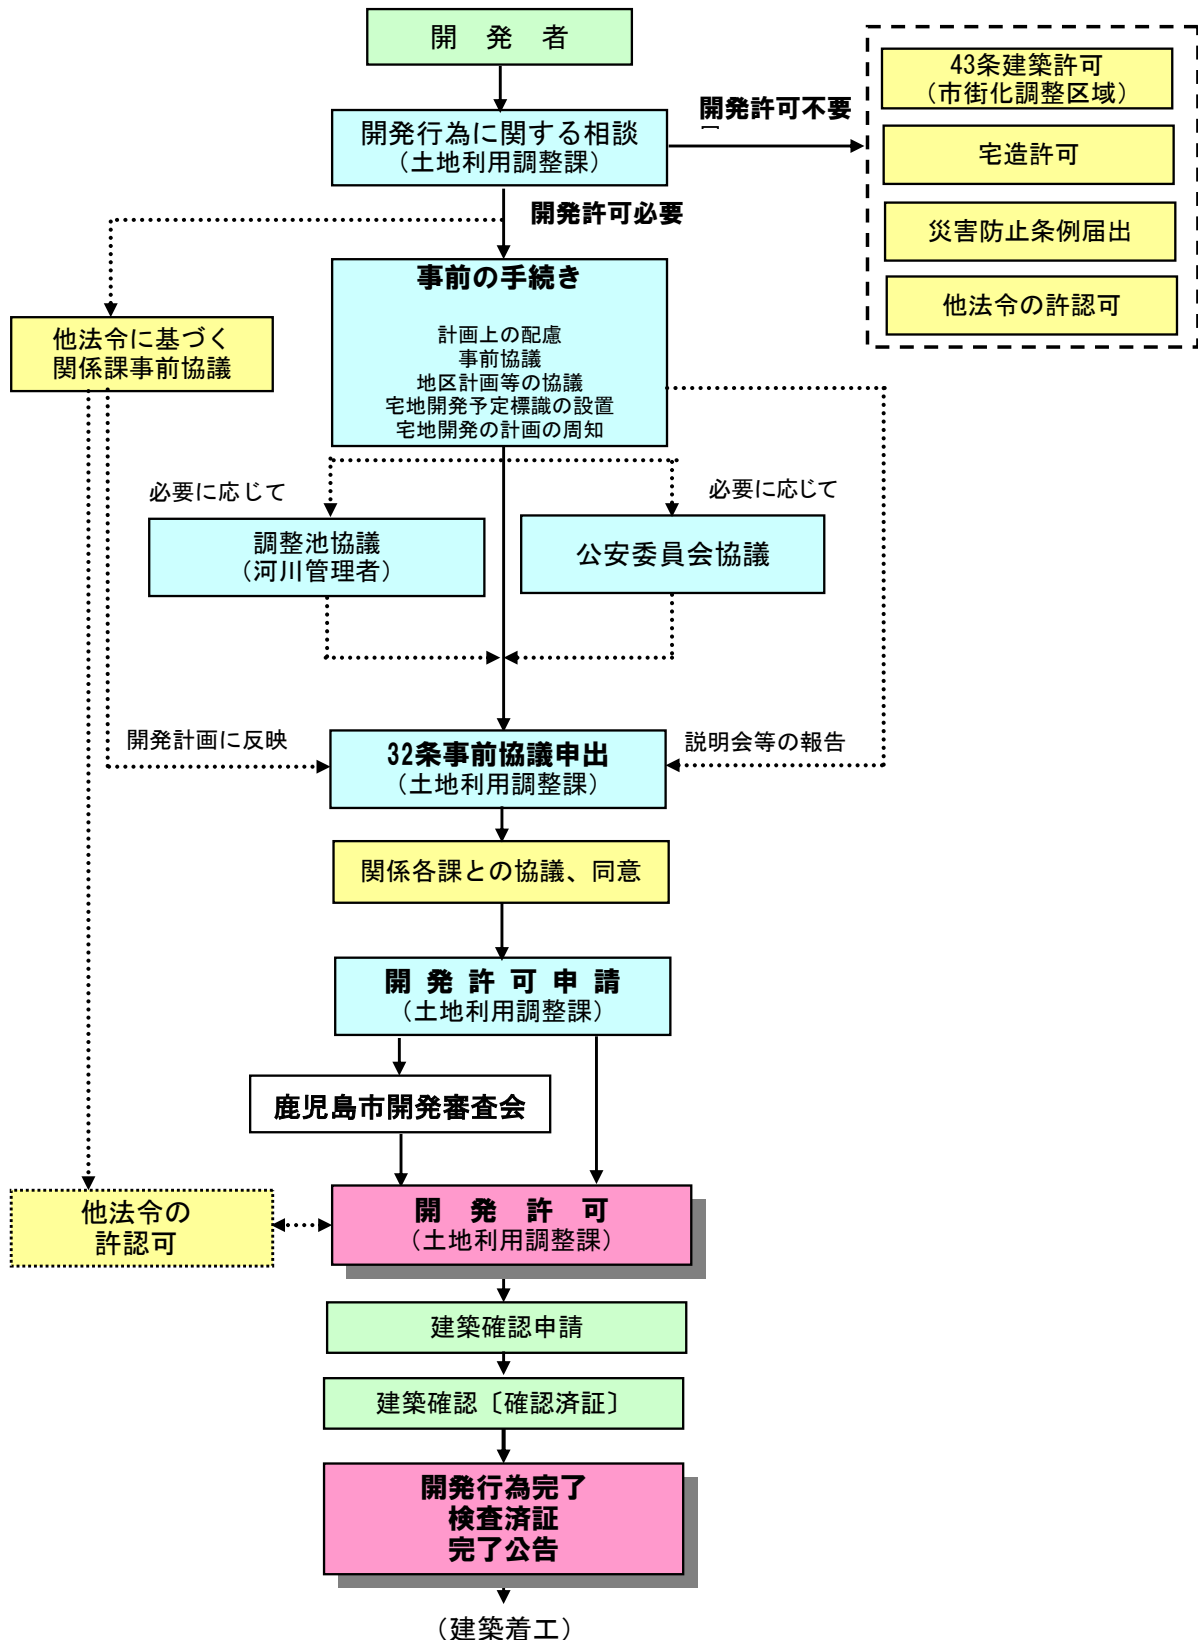 開　発　者
開発行為に関する相談
（土地利用調整課）
開発許可不要
43条建築許可
（市街化調整区域）
宅造許可
災害防止条例届出
他法令の許認可
開発許可必要
事前の手続き
計画上の配慮
事前協議
地区計画等の協議
宅地開発予定標識の設置
宅地開発の計画の周知
他法令に基づく
関係課事前協議
必要に応じて
必要に応じて
調整池協議
（河川管理者）
公安委員会協議
開発計画に反映
32条事前協議申出
（土地利用調整課）
説明会等の報告
関係各課との協議、同意
開 発 許 可 申 請
（土地利用調整課）
鹿児島市開発審査会
他法令の
許認可
開　発　許　可
（土地利用調整課）
建築確認申請
建築確認〔確認済証〕
開発行為完了
検査済証
完了公告
（建築着工）